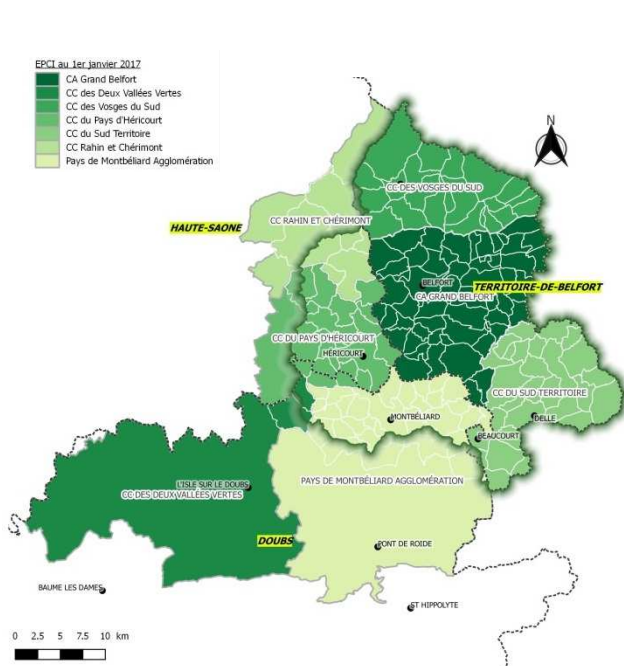 EPCI au 1er janvier 2017
CA Grand Belfort
CC des Deux Vallées Vertes
CC des Vosges du Sud
CC du Pays d'Héricourt
CC du Sud Territoire
CC Rahin et Chérimont
Pays de Montbéliard Agglomération
N
CC DES VOSGES DU SUD
CC RAHIN ET CHÉRIMONT
HAUTE-SAONE
BELFORT
TERRITOIRE-DE-BELFORT
CA GRAND BELFORT
CC DU PAYS D'HÉRICOURT
HÉRICOURT
CC DU SUD TERRITOIRE
MONTBÉLIARD
DELLE
BEAUCOURT
L'ISLE SUR LE DOUBS
CC DES DEUX VALLÉES VERTES
PAYS DE MONTBÉLIARD AGGLOMÉRATION
DOUBS
PONT DE ROIDE
BAUME LES DAMES
ST HIPPOLYTE
0 2.5 5 7.5 10 km